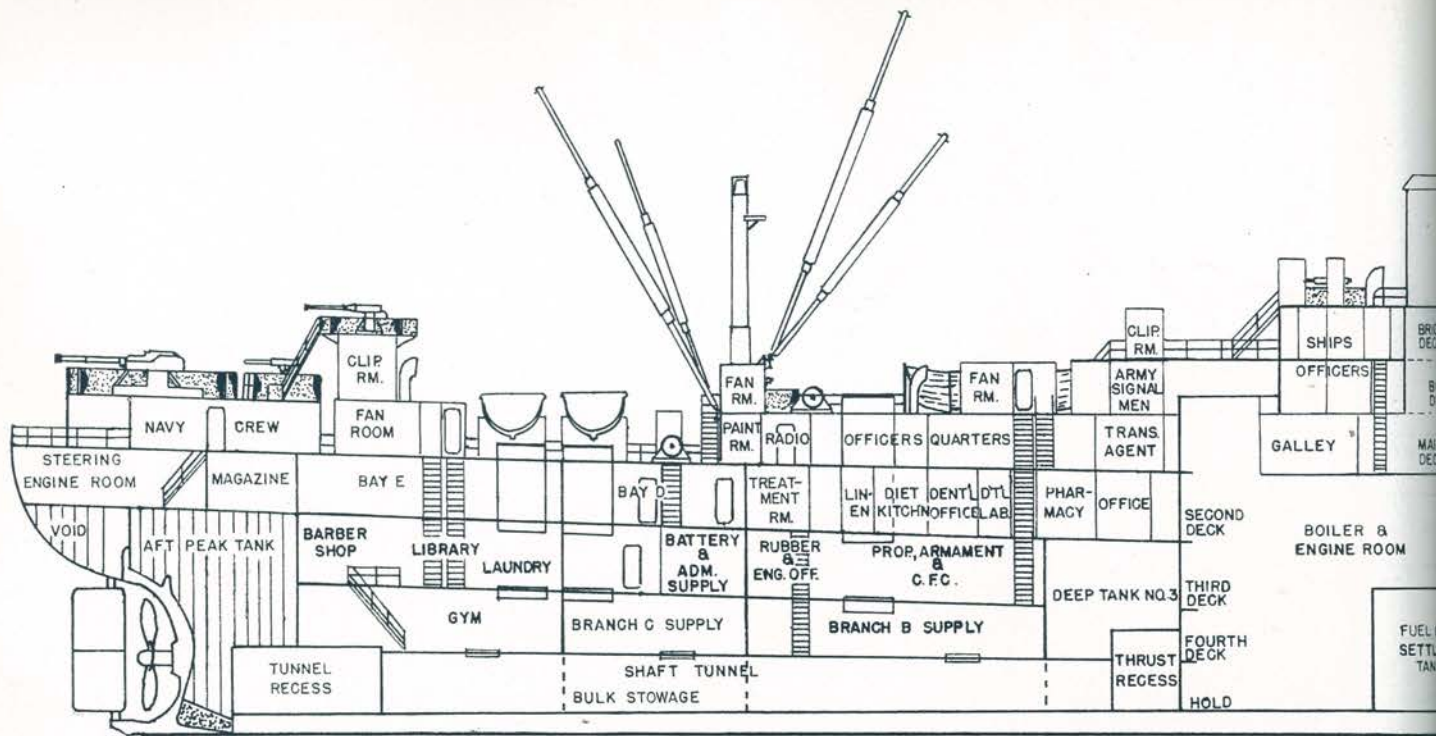 CLIP.
RM.
NAVY
CREW
FAN
ROOM
FAN
RM.
PAINT
RM.
RADIO
OFFICERS
QUARTERS
FAN
RM.
CLIP.
RM.
ARMY
SIGNAL
MEN
TRANS.
AGENT
SHIPS
OFFICERS
GALLEY
STEERING
ENGINE ROOM
MAGAZINE
BAY E
BAY D
TREAT-
MENT
RM.
LIN-
EN
DIET
KITCHN
DENT'L
OFFICE
D'T'L
LAB.
PHAR-
MACY
OFFICE
SECOND
DECK
BOILER &
ENGINE ROOM
VOID
AFT PEAK TANK
BARBER
SHOP
LIBRARY
LAUNDRY
BATTERY
&
ADM.
SUPPLY
RUBBER
&
ENG. OFF.
PROP., ARMAMENT
&
C.F.C.
DEEP TANK NO.3
THIRD
DECK
GYM
BRANCH C SUPPLY
BRANCH B SUPPLY
FOURTH
DECK
TUNNEL
RECESS
SHAFT TUNNEL
BULK STOWAGE
THRUST
RECESS
HOLD